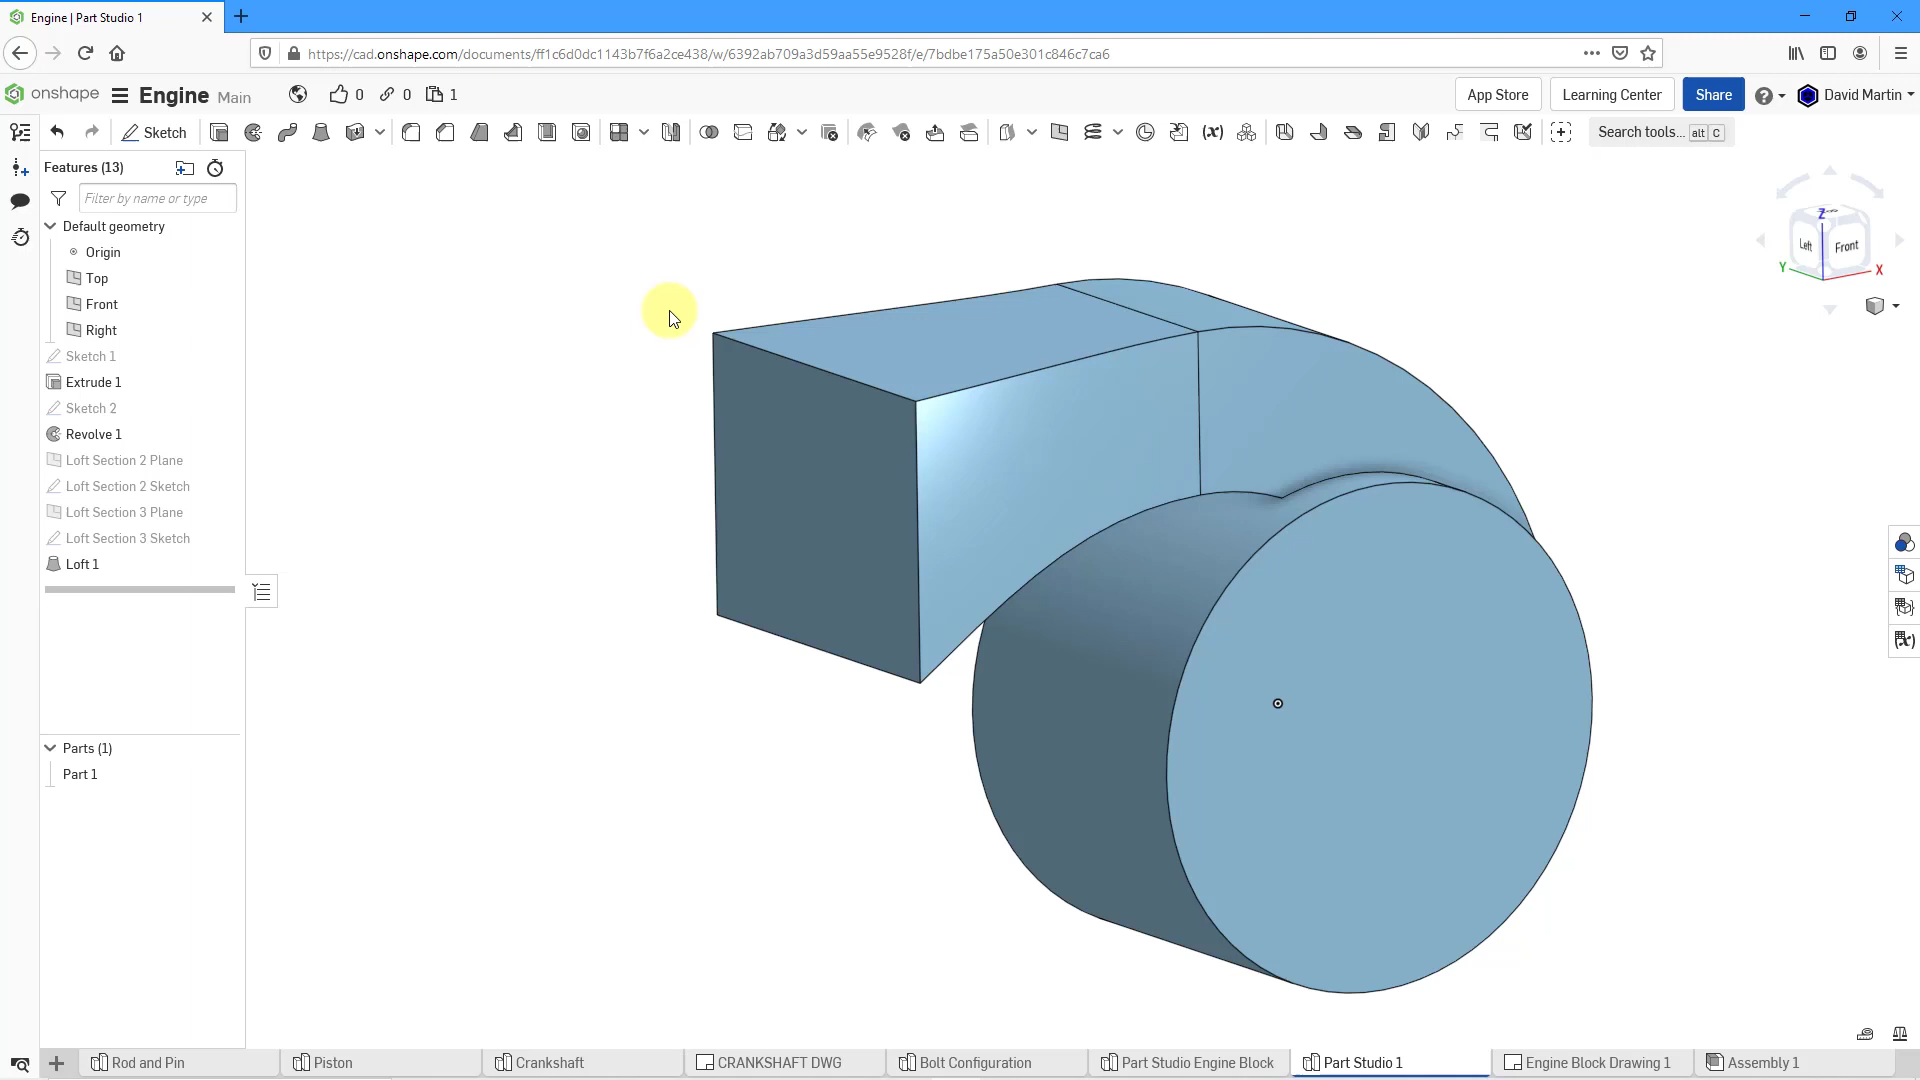 Engine | Part Studio 1
https://cad.onshape.com/documents/ff1c6d0dc1143b7f6a2ce438/w/6392ab709a3d59aa55e9528f/e/7bdbe175a50e301c846c7ca6
onshape Engine Main 0 0 1 App Store Learning Center Share David Martin
Sketch (x) Search tools... alt C
Features (13)
Filter by name or type
Default geometry
Origin
Top
Front
Right
Sketch 1
Extrude 1
Sketch 2
Revolve 1
Loft Section 2 Plane
Loft Section 2 Sketch
Loft Section 3 Plane
Loft Section 3 Sketch
Loft 1
Parts (1)
Part 1
Z
Left Front
Y X
(x)
Rod and Pin Piston Crankshaft CRANKSHAFT DWG Bolt Configuration Part Studio Engine Block Part Studio 1 Engine Block Drawing 1 Assembly 1